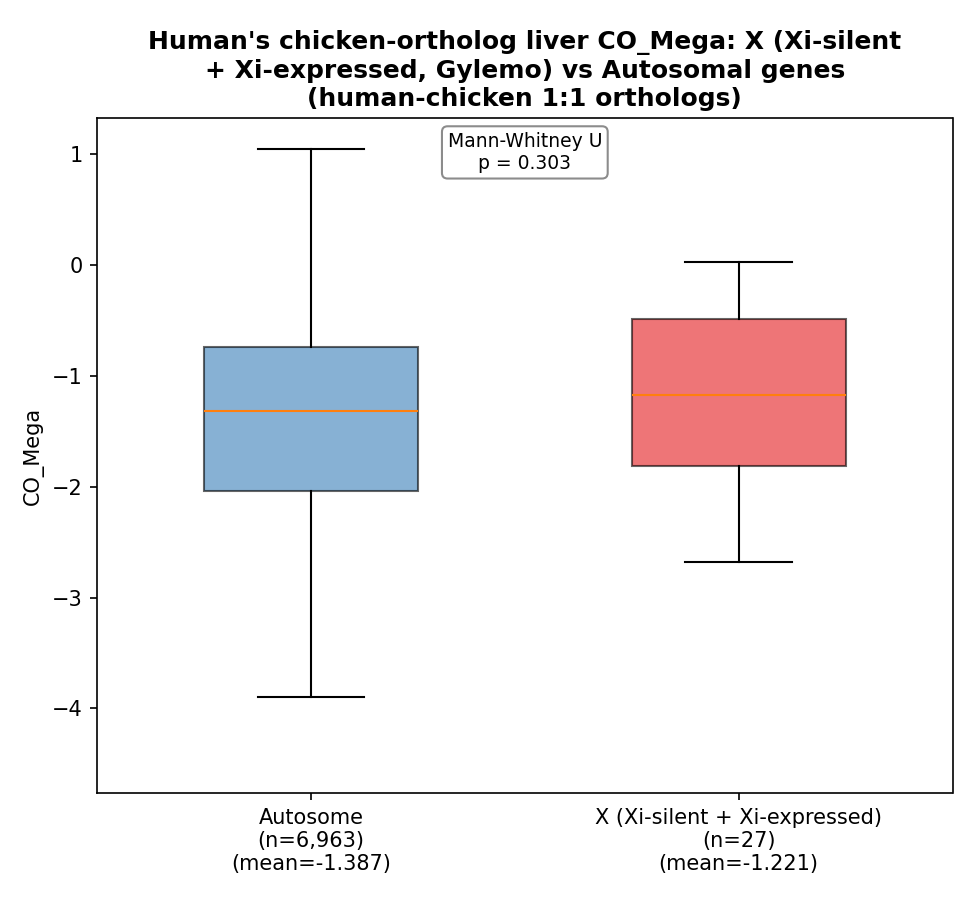 Human's chicken-ortholog liver CO_Mega: X (Xi-silent
+ Xi-expressed, Gylemo) vs Autosomal genes
(human-chicken 1:1 orthologs)
Mann-Whitney U
p = 0.303
1
0
−1
−2
−3
−4
CO_Mega
Autosome
(n=6,963)
(mean=-1.387)
X (Xi-silent + Xi-expressed)
(n=27)
(mean=-1.221)